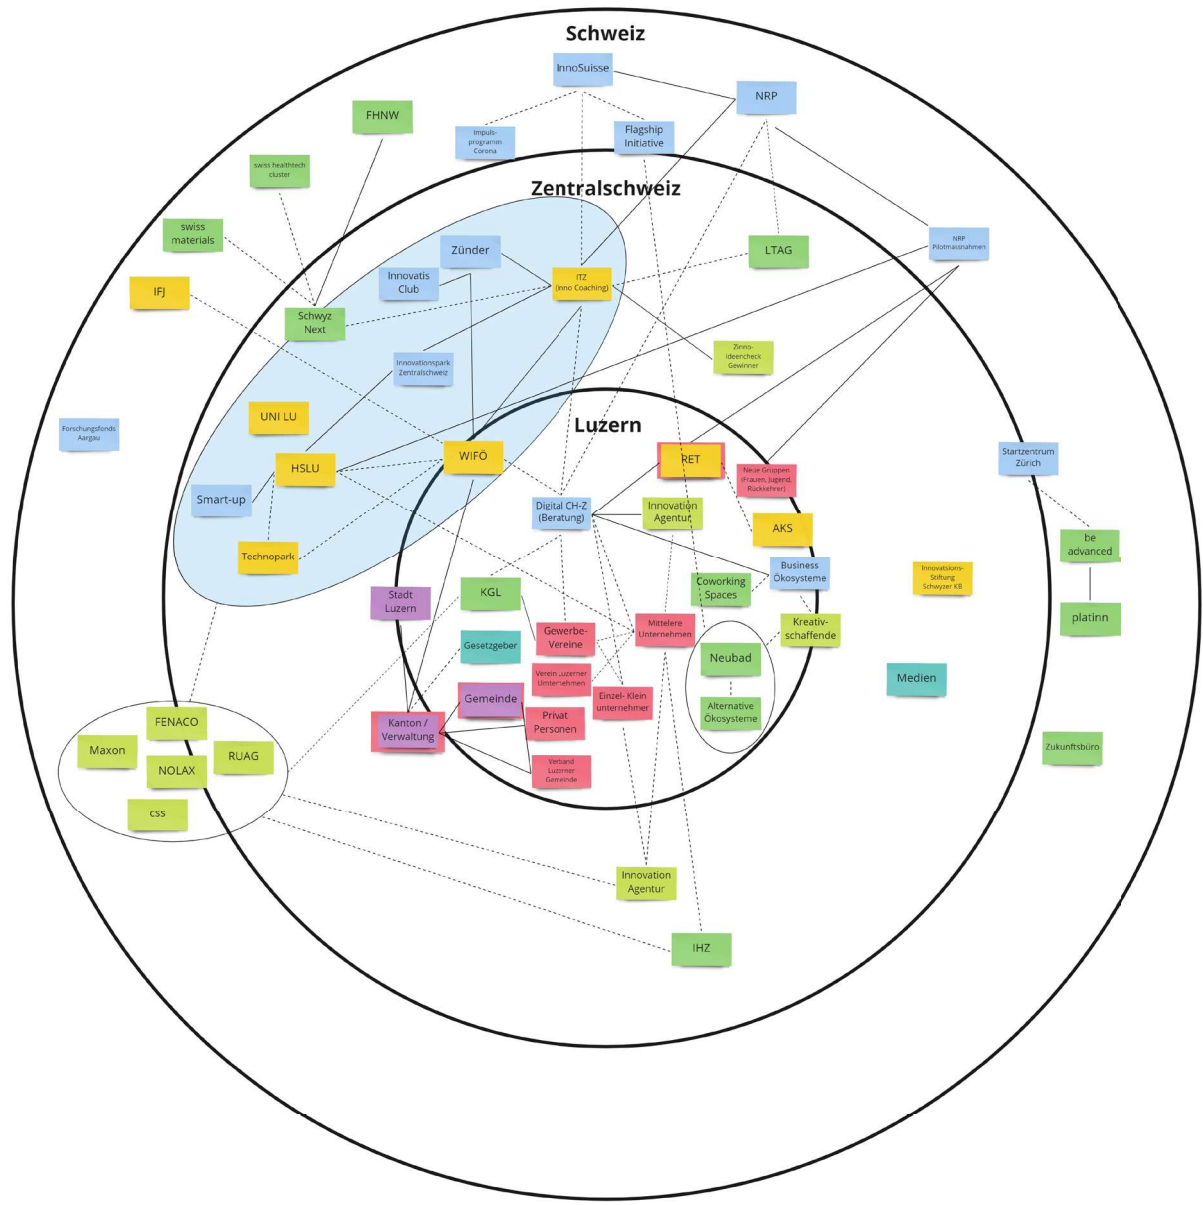 Schweiz
InnoSuisse
NRP
FHNW
Impuls-
programm
Corona
Flagship
Initiative
swiss healthtech
cluster
Zentralschweiz
swiss
materials
Zünder
LTAG
NRP
Pilotmassnahmen
Innovatis
Club
ITZ
(Inno Coaching)
IFJ
Schwyz
Next
Zinno-
Ideencheck
Gewinner
Innovationspark
Zentralschweiz
UNI LU
Luzern
Forschungsfonds
Aargau
HSLU
WIFÖ
RET
Startzentrum
Zürich
Neue Gruppen
(Frauen, Jugend,
Rückkehrer)
Smart-up
Digital CH-Z
(Beratung)
Innovation
Agentur
AKS
Technopark
be
advanced
Business
Ökosysteme
Innovatsions-
Stiftung
Schwyzer KB
Coworking
Spaces
Stadt
Luzern
KGL
platinn
Gewerbe-
Vereine
Mittelere
Unternehmen
Kreativ-
schaffende
Gesetzgeber
Neubad
Verein Luzerner
Unternehmen
Medien
Gemeinde
Einzel- Klein
unternehmer
Alternative
Ökosysteme
FENACO
Kanton /
Verwaltung
Privat
Personen
Maxon
RUAG
Zukunftsbüro
NOLAX
Verband
Luzerner
Gemeinde
css
Innovation
Agentur
IHZ